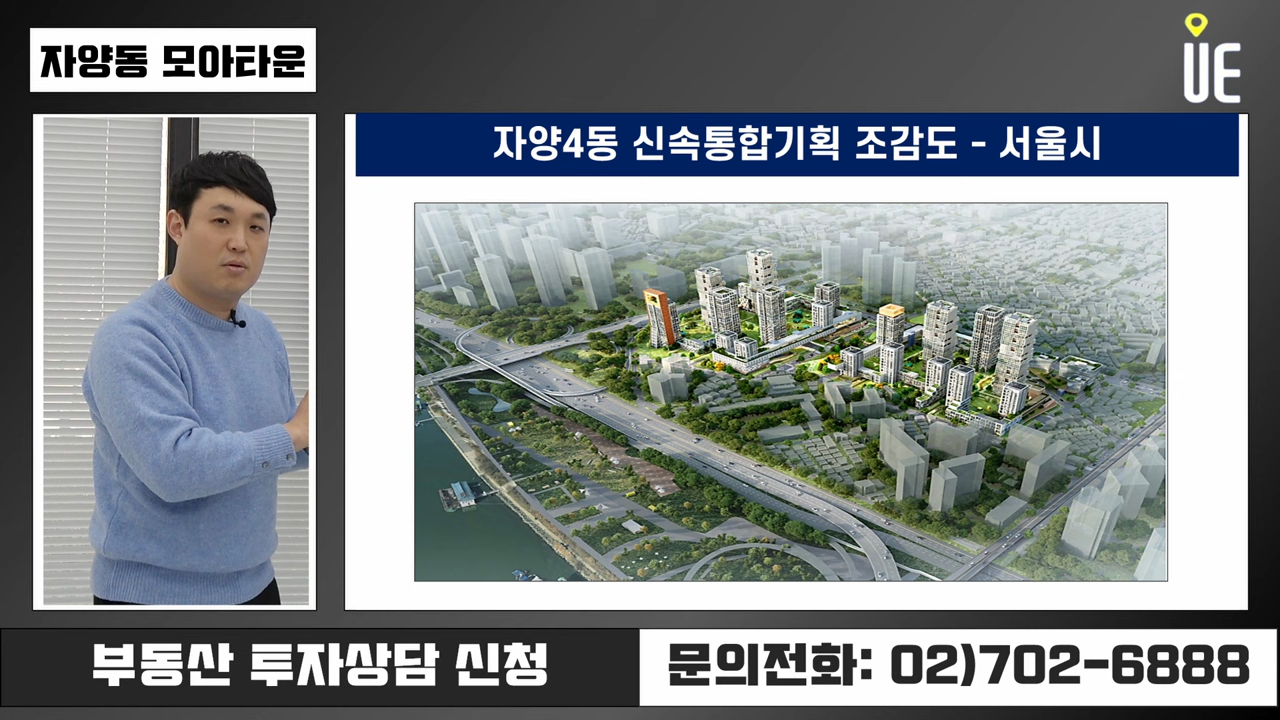 자양동 모아타운
UE
자양4동 신속통합기획 조감도 - 서울시
부동산 투자상담 신청
문의전화: 02)702-6888